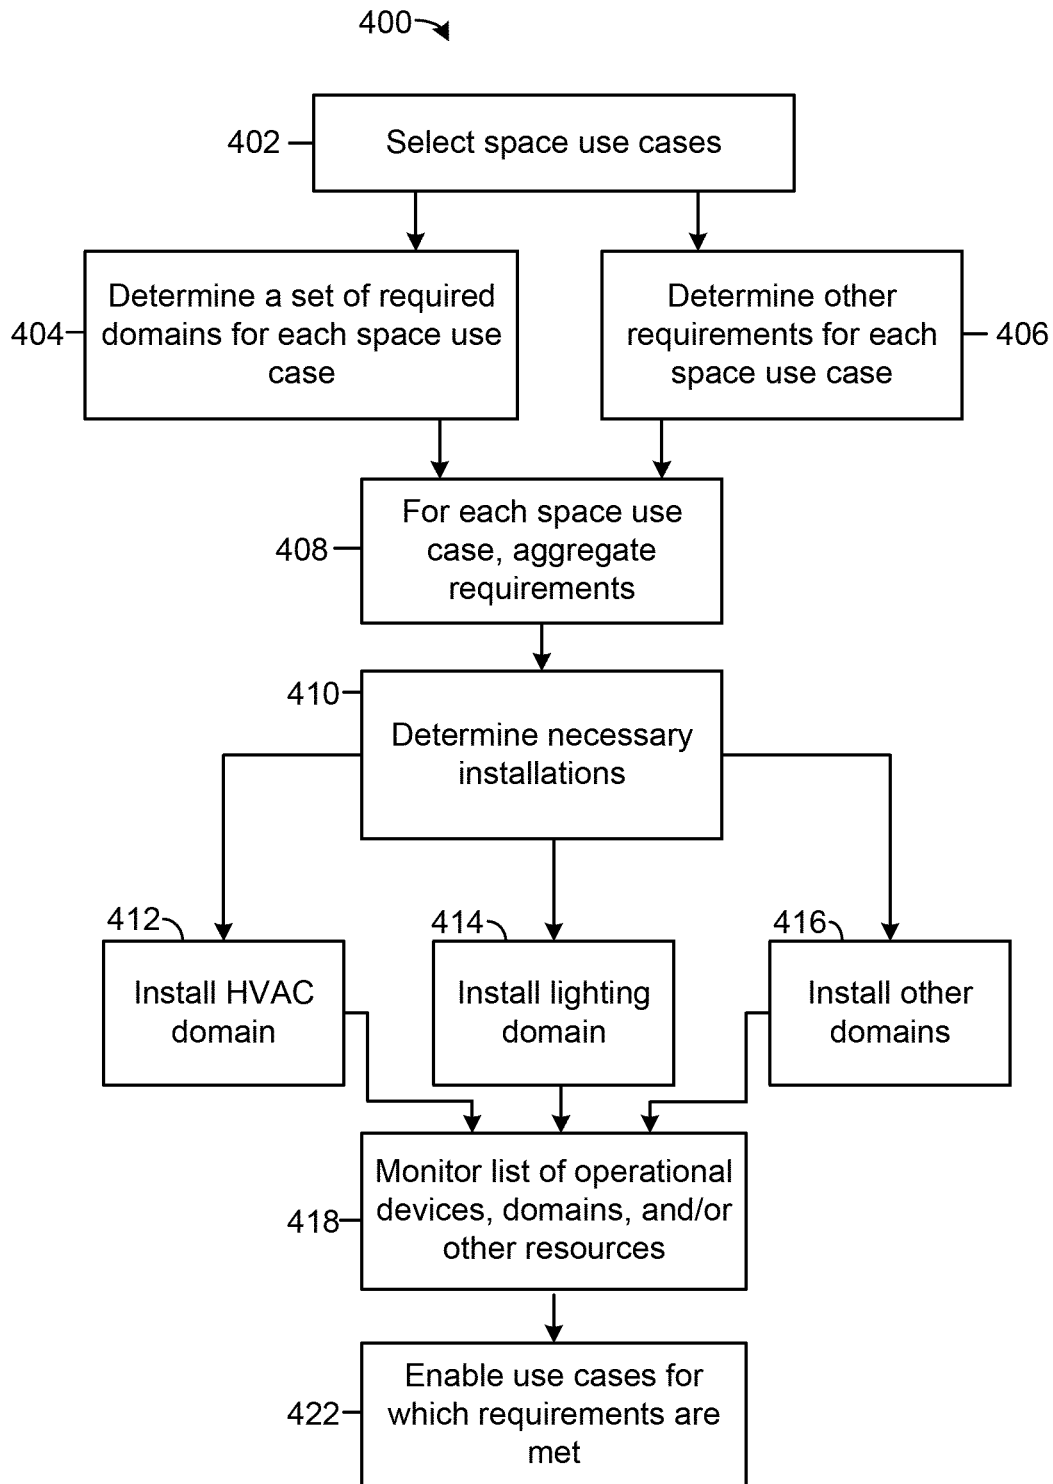 400
402
Select space use cases
404
Determine a set of required
domains for each space use
case
Determine other
requirements for each
space use case
406
408
For each space use
case, aggregate
requirements
410
Determine necessary
installations
412
Install HVAC
domain
414
Install lighting
domain
416
Install other
domains
418
Monitor list of operational
devices, domains, and/or
other resources
422
Enable use cases for
which requirements are
met